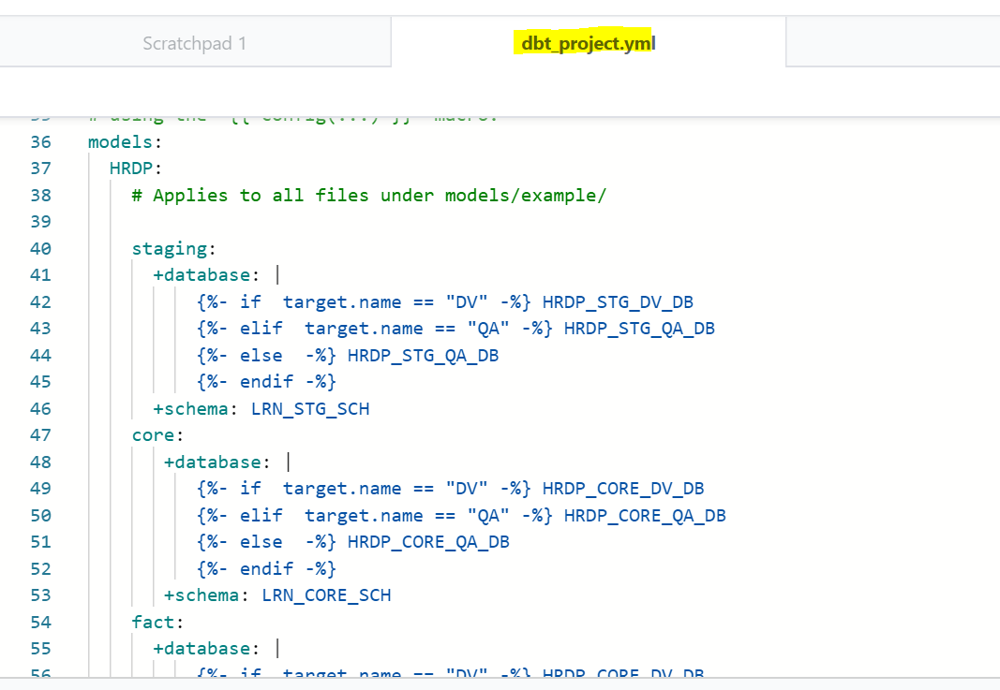 Scratchpad 1
dbt_project.yml
35 # using the `{{ config(...) }}` macro.
36 models:
37 HRDP:
38 # Applies to all files under models/example/
39
40 staging:
41 +database: |
42 {%- if  target.name == "DV" -%} HRDP_STG_DV_DB
43 {%- elif  target.name == "QA" -%} HRDP_STG_QA_DB
44 {%- else  -%} HRDP_STG_QA_DB
45 {%- endif -%}
46 +schema: LRN_STG_SCH
47 core:
48 +database: |
49 {%- if  target.name == "DV" -%} HRDP_CORE_DV_DB
50 {%- elif  target.name == "QA" -%} HRDP_CORE_QA_DB
51 {%- else  -%} HRDP_CORE_QA_DB
52 {%- endif -%}
53 +schema: LRN_CORE_SCH
54 fact:
55 +database: |
56 {%- if  target.name == "DV" -%} HRDP_CORE_DV_DB